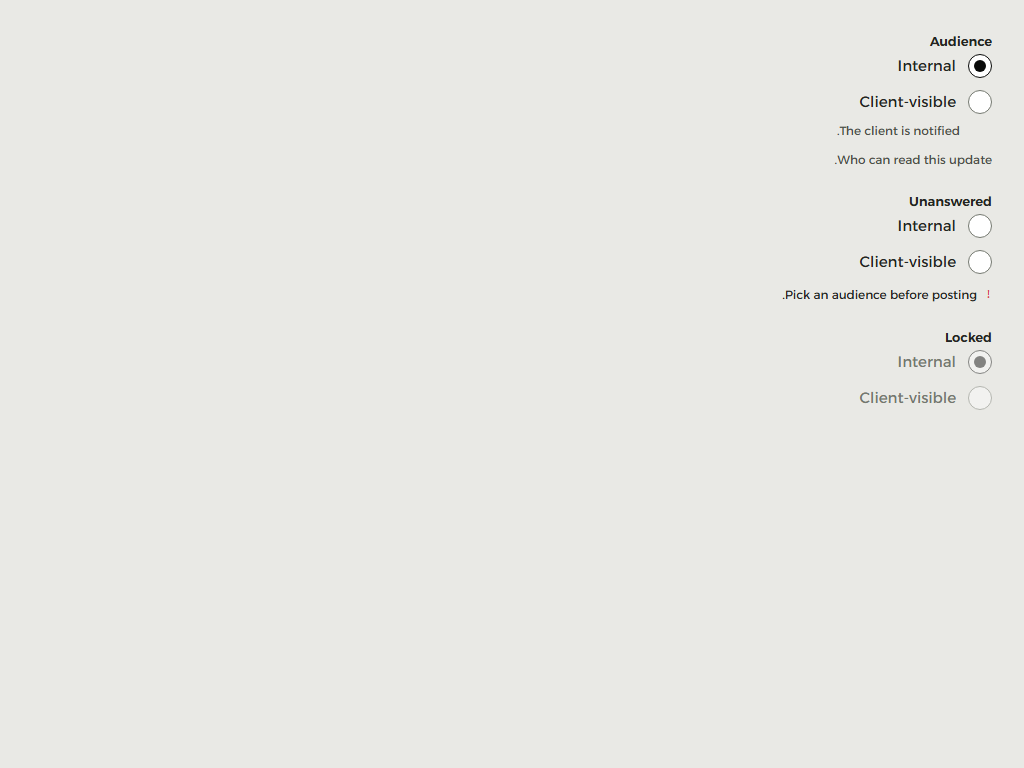 Audience
Internal
Client-visible
.The client is notified
.Who can read this update
Unanswered
Internal
Client-visible
.Pick an audience before posting !
Locked
Internal
Client-visible